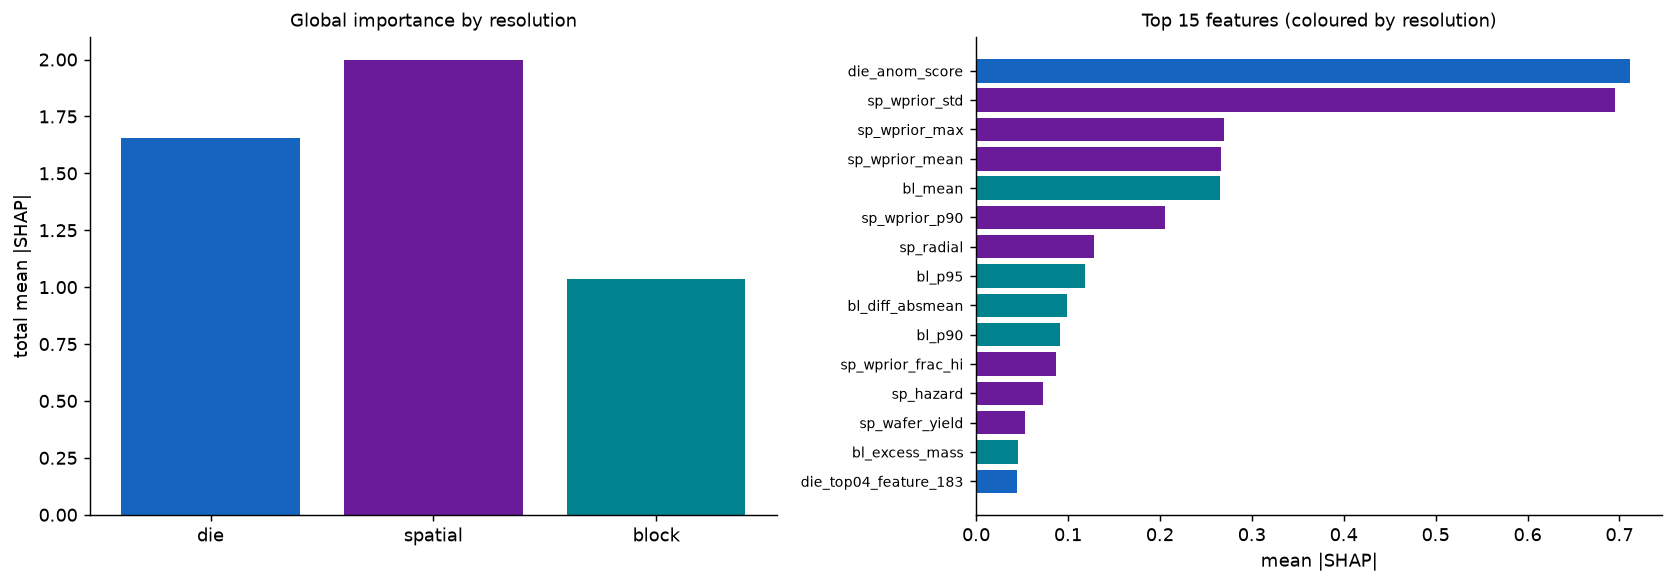 Global importance by resolution
total mean |SHAP|
2.00
1.75
1.50
1.25
1.00
0.75
0.50
0.25
0.00
die spatial block
Top 15 features (coloured by resolution)
die_anom_score
sp_wprior_std
sp_wprior_max
sp_wprior_mean
bl_mean
sp_wprior_p90
sp_radial
bl_p95
bl_diff_absmean
bl_p90
sp_wprior_frac_hi
sp_hazard
sp_wafer_yield
bl_excess_mass
die_top04_feature_183
0.0 0.1 0.2 0.3 0.4 0.5 0.6 0.7
mean |SHAP|